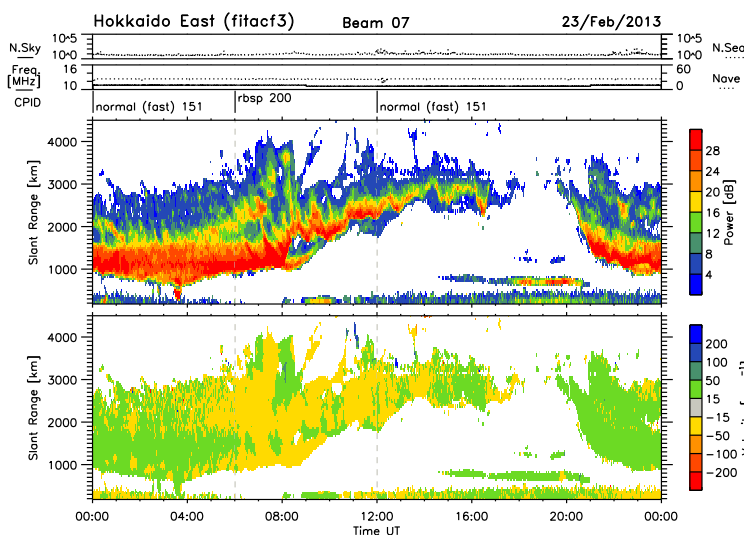 Hokkaido East (fitacf3) Beam 07 23/Feb/2013
N.Sky 10^5 10^0 10^5 10^0 N.Sea
Freq. [MHz] 16 10 60 0 Nave
CPID normal (fast) 151 rbsp 200 normal (fast) 151
Slant Range [km] 4000 3000 2000 1000
28 24 20 16 12 8 4 Power [dB]
Slant Range [km] 4000 3000 2000 1000
200 100 50 15 -15 -50 -100 -200
00:00 04:00 08:00 12:00 16:00 20:00 00:00
Time UT